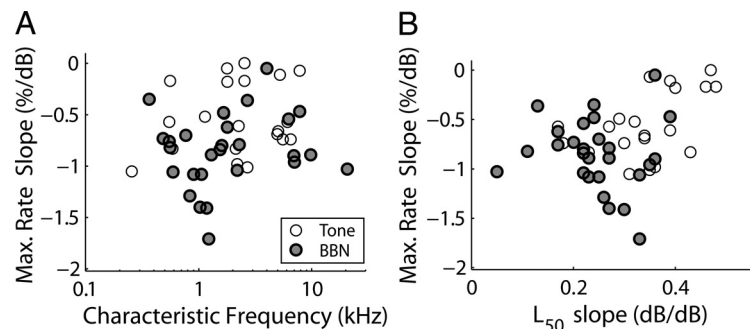 A
Max. Rate Slope (%/dB)
0
−0.5
−1
−1.5
−2
0.1
1
10
Characteristic Frequency (kHz)
Tone
BBN
B
Max. Rate Slope (%/dB)
0
−0.5
−1
−1.5
−2
0
0.2
0.4
L50 slope (dB/dB)